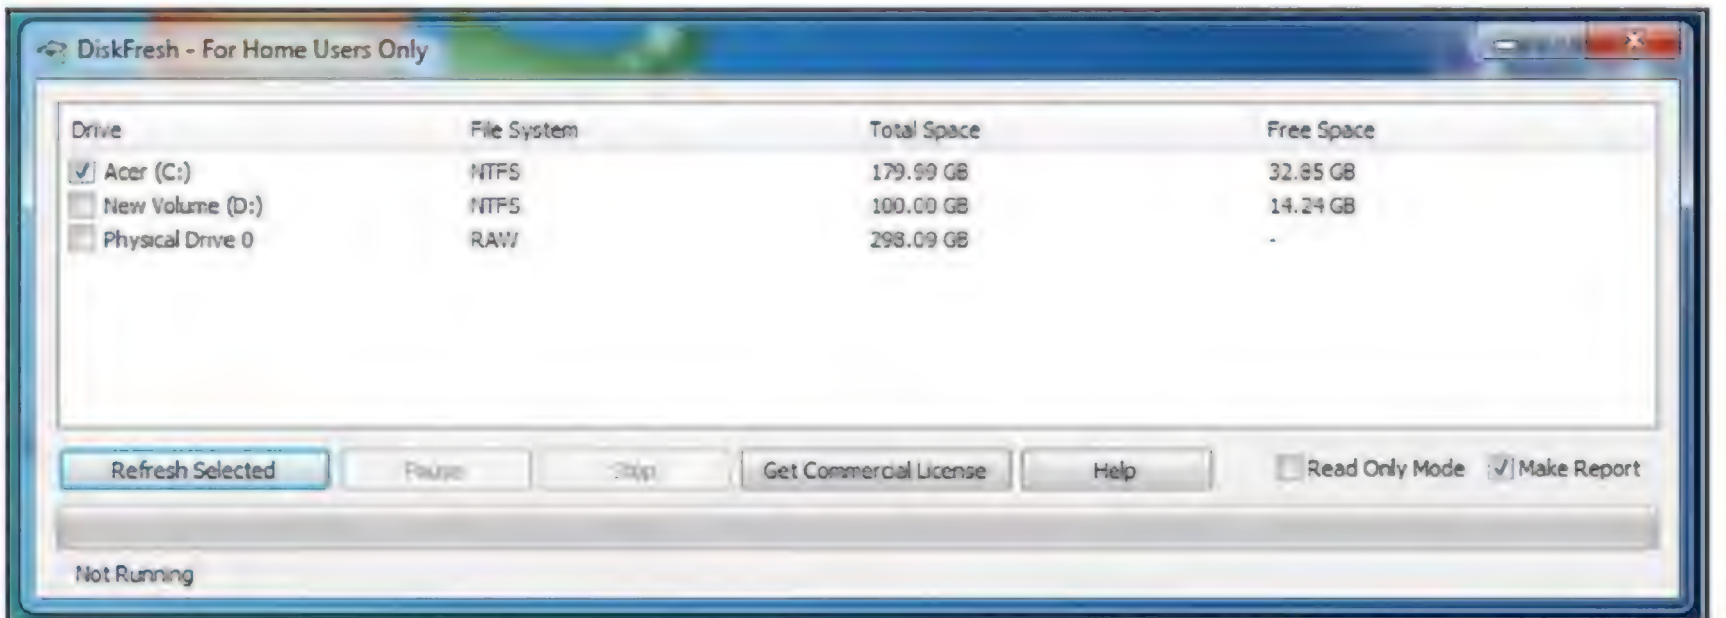 DiskFresh - For Home Users Only
Drive File System Total Space Free Space
Acer (C:) NTFS 179.99 GB 32.85 GB
New Volume (D:) NTFS 100.00 GB 14.24 GB
Physical Drive 0 RAW 298.09 GB -
Refresh Selected Pause Stop Get Commercial License Help Read Only Mode Make Report
Not Running